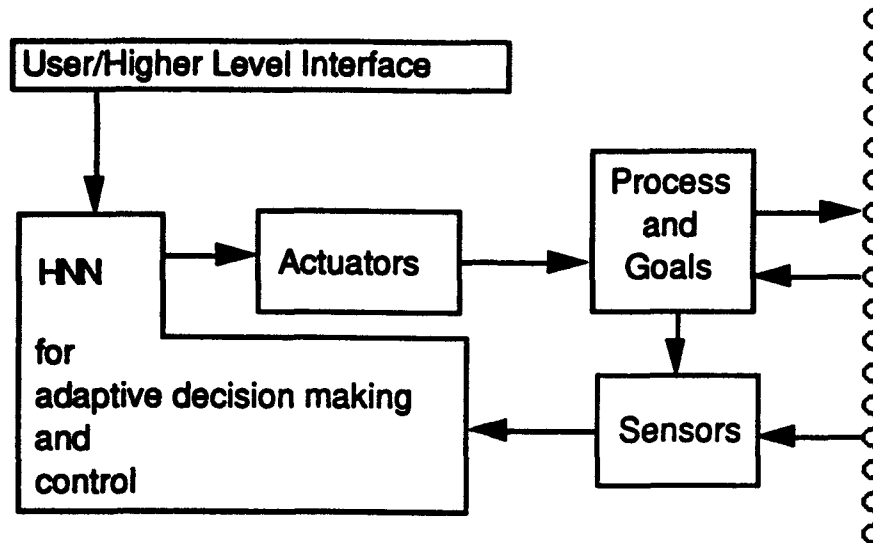 User/Higher Level Interface
Process
and
Goals
HNN
Actuators
for
adaptive decision making
and
control
Sensors